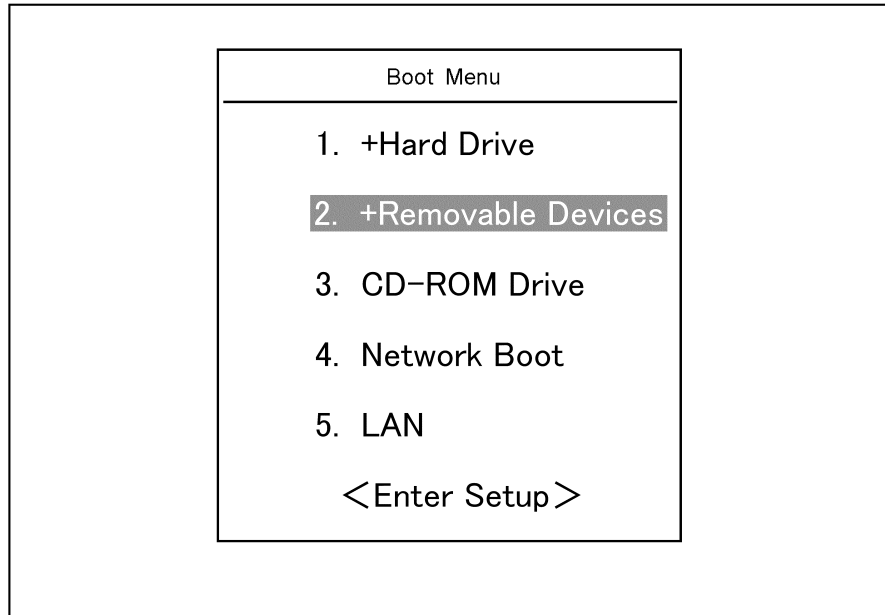 Boot Menu
1. +Hard Drive
2. +Removable Devices
3. CD-ROM Drive
4. Network Boot
5. LAN
<Enter Setup>